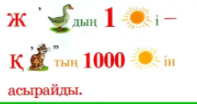 Ж ' дың 1 і –
Қ ' тың 1000 ін
асырайды.